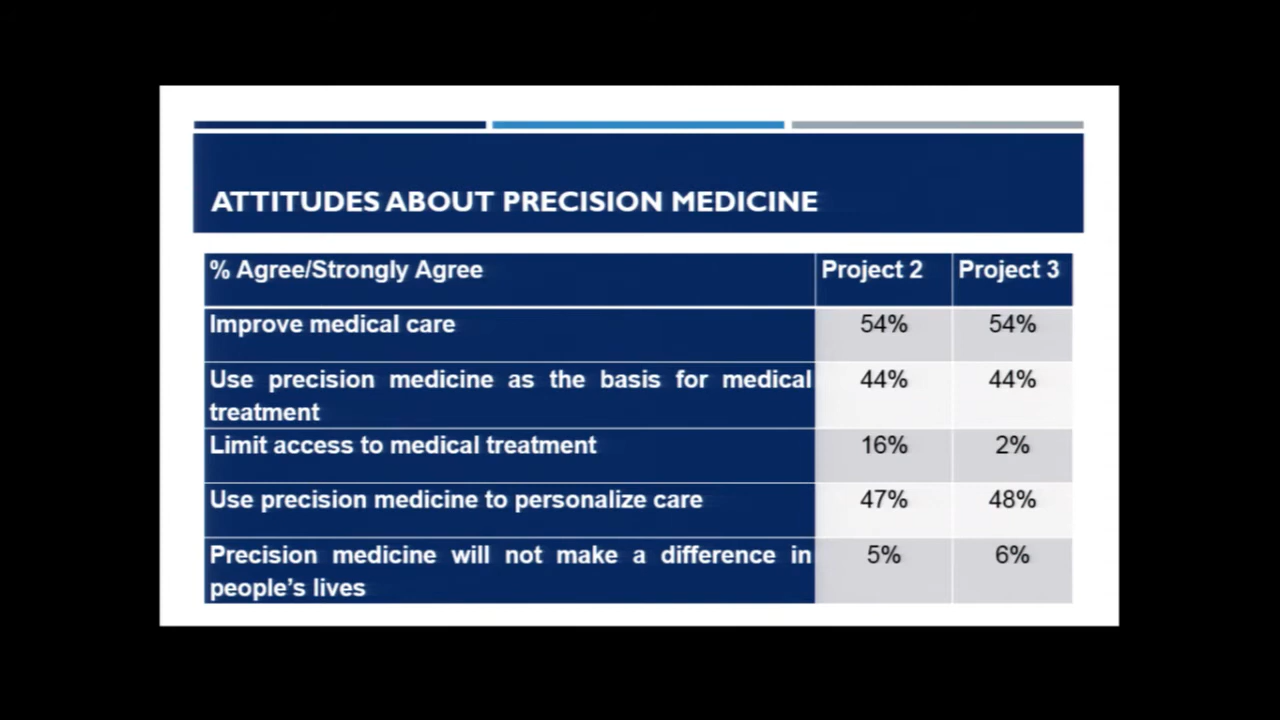 ATTITUDES ABOUT PRECISION MEDICINE
% Agree/Strongly Agree Project 2 Project 3
Improve medical care 54% 54%
Use precision medicine as the basis for medical 44% 44%
treatment
Limit access to medical treatment 16% 2%
Use precision medicine to personalize care 47% 48%
Precision medicine will not make a difference in 5% 6%
people’s lives